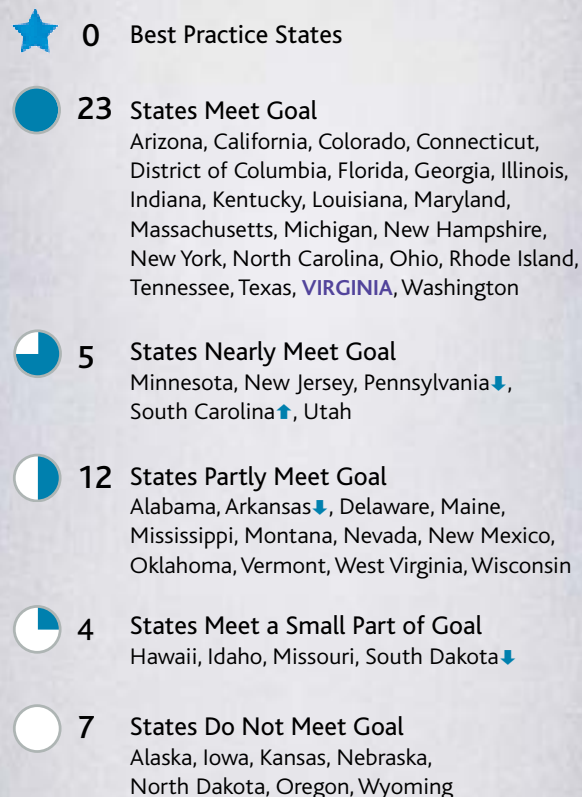 0 Best Practice States
23 States Meet Goal
Arizona, California, Colorado, Connecticut,
District of Columbia, Florida, Georgia, Illinois,
Indiana, Kentucky, Louisiana, Maryland,
Massachusetts, Michigan, New Hampshire,
New York, North Carolina, Ohio, Rhode Island,
Tennessee, Texas, VIRGINIA, Washington
5 States Nearly Meet Goal
Minnesota, New Jersey, Pennsylvania⬇,
South Carolina⬆, Utah
12 States Partly Meet Goal
Alabama, Arkansas⬇, Delaware, Maine,
Mississippi, Montana, Nevada, New Mexico,
Oklahoma, Vermont, West Virginia, Wisconsin
4 States Meet a Small Part of Goal
Hawaii, Idaho, Missouri, South Dakota⬇
7 States Do Not Meet Goal
Alaska, Iowa, Kansas, Nebraska,
North Dakota, Oregon, Wyoming